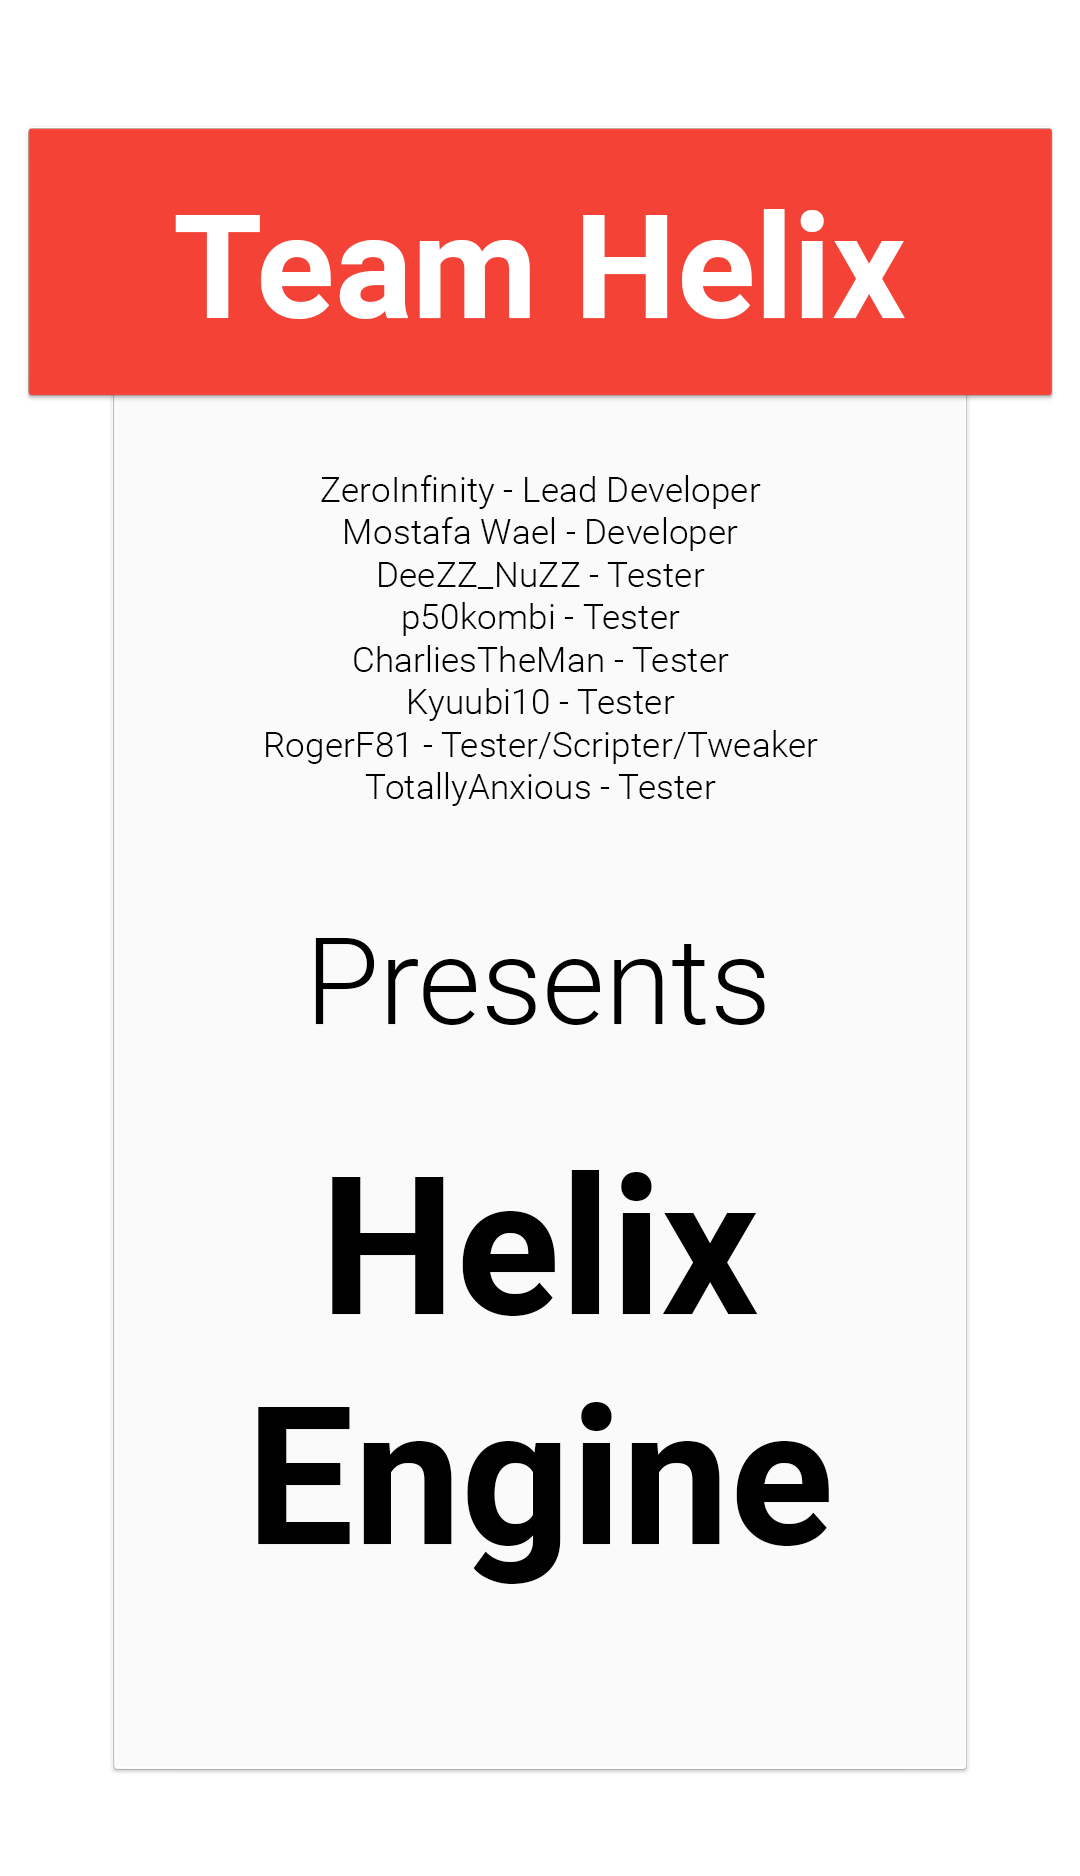 Team Helix
ZeroInfinity - Lead Developer
Mostafa Wael - Developer
DeeZZ_NuZZ - Tester
p50kombi - Tester
CharliesTheMan - Tester
Kyuubi10 - Tester
RogerF81 - Tester/Scripter/Tweaker
TotallyAnxious - Tester
Presents
Helix
Engine